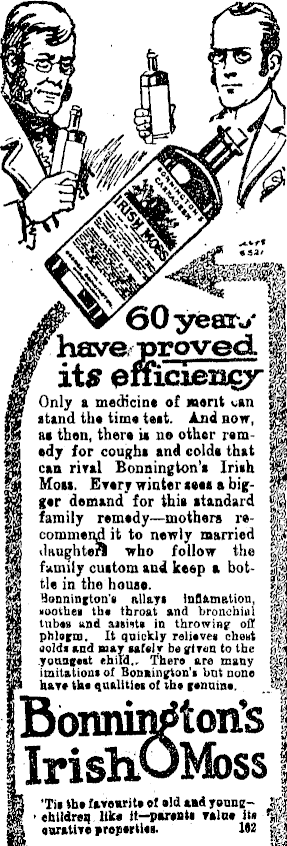 BONNINGTON'S
CARRAGEEN
IRISH MOSS
60 years
have proved
its efficiency
Only a medicine of merit can
stand the time test. And now,
as then, there is no other rem-
edy for coughs and colds that
can rival Bonnington's Irish
Moss. Every winter sees a big-
ger demand for this standard
family remedy—mothers re-
commend it to newly married
daughters who follow the
family custom and keep a bot-
tle in the house.
Bonnington's allays inflamation,
soothes the throat and bronchial
tubes and assists in throwing off
phlegm. It quickly relieves chest
colds and may safely be given to the
youngest child.. There are many
imitations of Bonnington's but none
have the qualities of the genuine.
Bonnington's
Irish Moss
'Tis the favourite of old and young—
children like it—parents value its
curative properties. 162